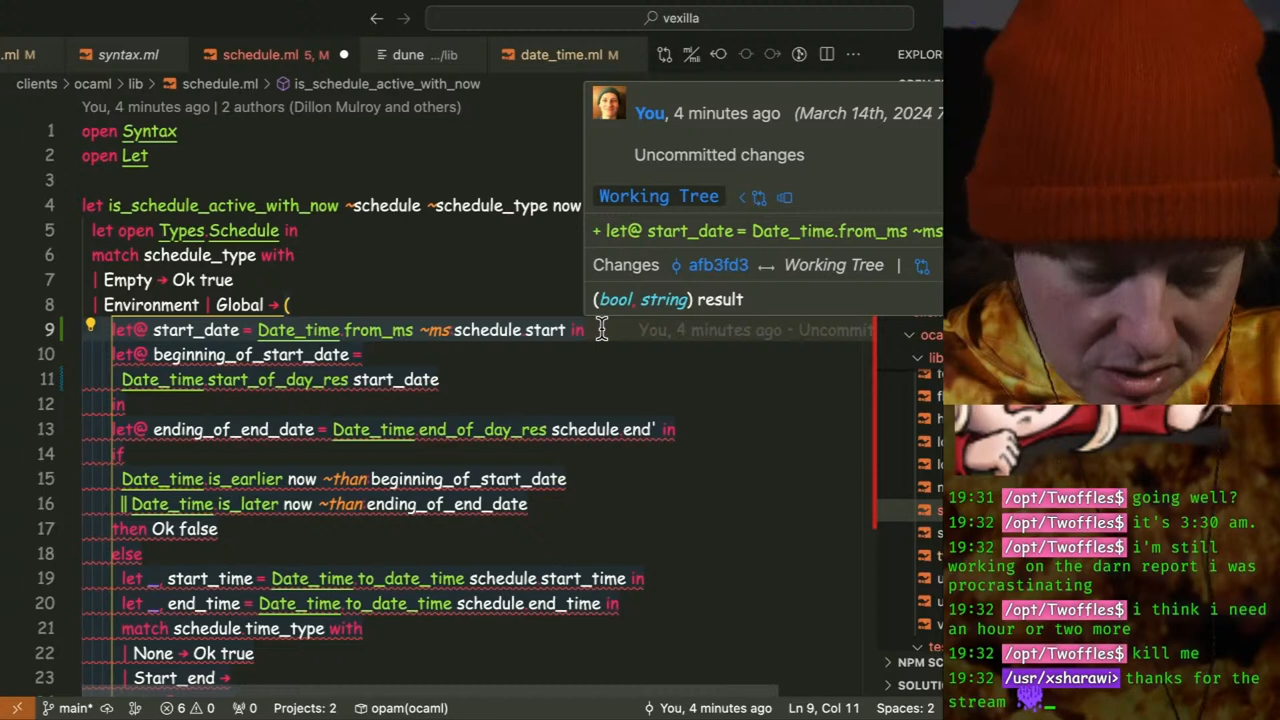 vexilla
.ml M
syntax.ml
schedule.ml 5, M
dune .../lib
date_time.ml M
EXPLOR
clients > ocaml > lib > schedule.ml > is_schedule_active_with_now
You, 4 minutes ago | 2 authors (Dillon Mulroy and others)
1 open Syntax
2 open Let
3
4 let is_schedule_active_with_now ~schedule ~schedule_type now
5 let open Types.Schedule in
6 match schedule_type with
7 | Empty → Ok true
8 | Environment | Global → (
9 let@ start_date = Date_time.from_ms ~ms schedule.start in You, 4 minutes ago · Uncommit
10 let@ beginning_of_start_date =
11 Date_time.start_of_day_res start_date
12 in
13 let@ ending_of_end_date = Date_time.end_of_day_res schedule.end' in
14 if
15 Date_time.is_earlier now ~than:beginning_of_start_date
16 || Date_time.is_later now ~than:ending_of_end_date
17 then Ok false
18 else
19 let _, start_time = Date_time.to_date_time schedule.start_time in
20 let _, end_time = Date_time.to_date_time schedule.end_time in
21 match schedule.time_type with
22 | None → Ok true
23 | Start_end →
You, 4 minutes ago (March 14th, 2024 7
Uncommitted changes
Working Tree
+ let@ start_date = Date_time.from_ms ~ms
Changes afb3fd3 ↔ Working Tree |
(bool, string) result
oca
lib
NPM SC
SOLUTIO
main*
6 0
0
Projects: 2
opam(ocaml)
You, 4 minutes ago
Ln 9, Col 11
Spaces: 2
19:31 /opt/Twoffles$ going well?
19:32 /opt/Twoffles$ it's 3:30 am.
19:32 /opt/Twoffles$ i'm still
working on the darn report i was
procrastinating
19:32 /opt/Twoffles$ i think i need
an hour or two more
19:32 /opt/Twoffles$ kill me
19:32 /usr/xsharawi> thanks for the
stream